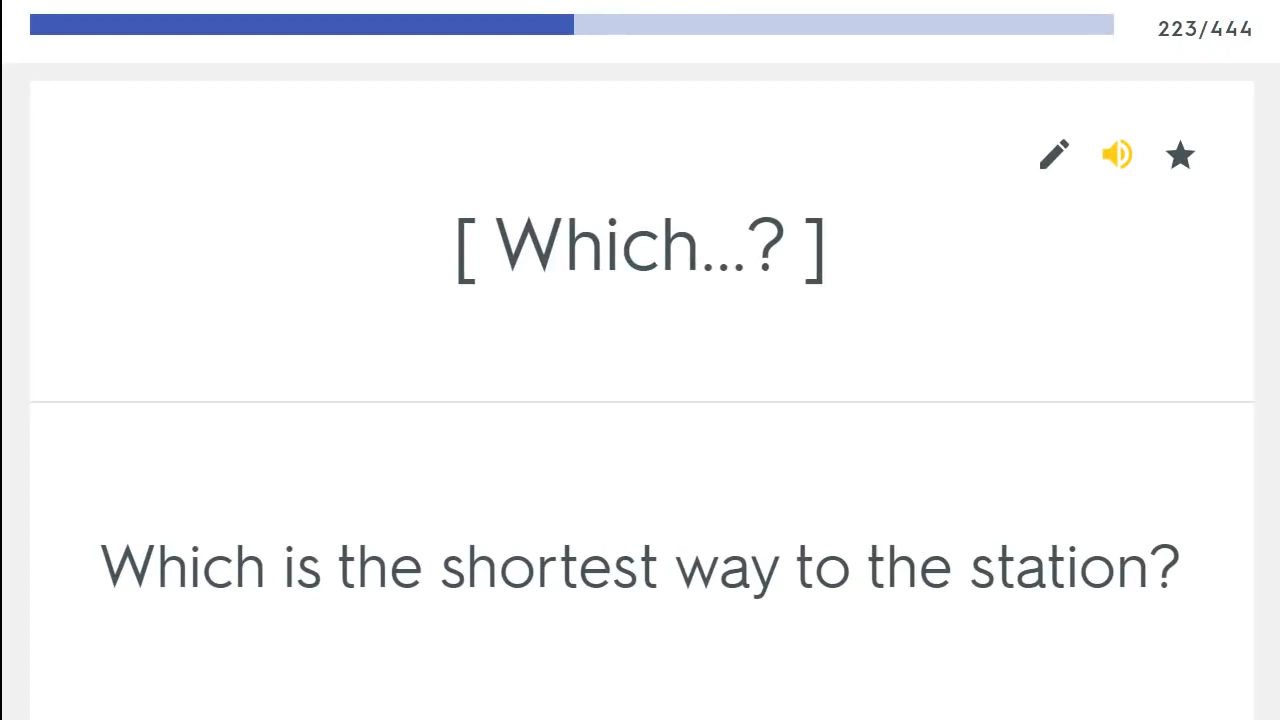 223/444
[ Which...? ]
Which is the shortest way to the station?